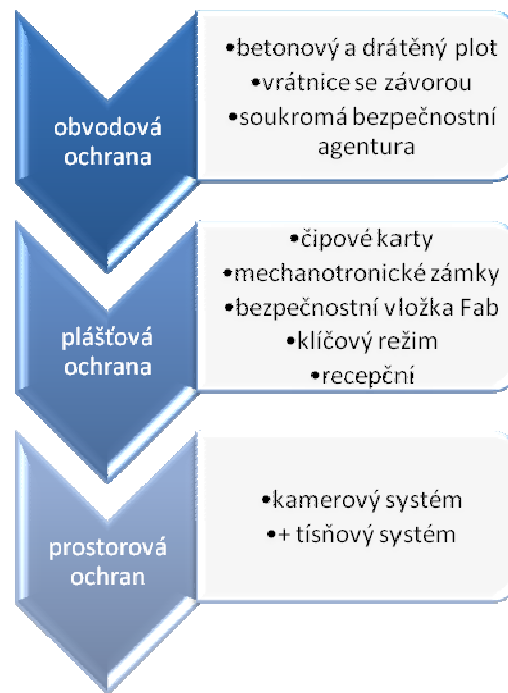 obvodová
ochrana
•betonový a drátěný plot
•vrátnice se závorou
•soukromá bezpečnostní
agentura
plášťová
ochrana
•čipové karty
•mechanotronické zámky
•bezpečnostní vložka Fab
•klíčový režim
•recepční
prostorová
ochran
•kamerový systém
•+ tísňový systém